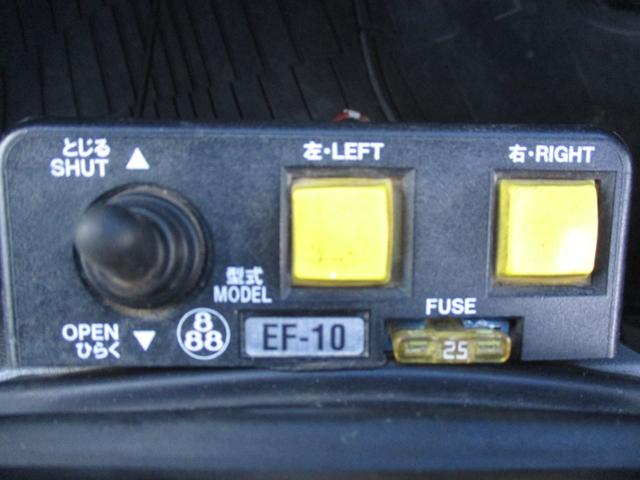 とじる
SHUT ▲
左・LEFT
右・RIGHT
型式
MODEL
OPEN ▼
ひらく
8
88
EF-10
FUSE
25